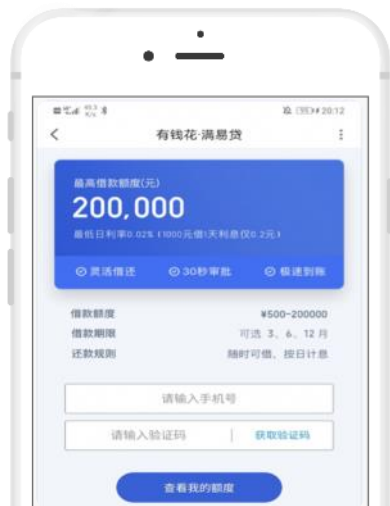 20:12
有钱花·满易贷
最高借款额度(元)
200,000
最低日利率0.02% (1000元借1天利息仅0.2元)
灵活借还 30秒审批 极速到账
借款额度 ¥500-200000
借款期限 可选 3、6、12 月
还款规则 随时可借，按日计息
请输入手机号
请输入验证码 获取验证码
查看我的额度